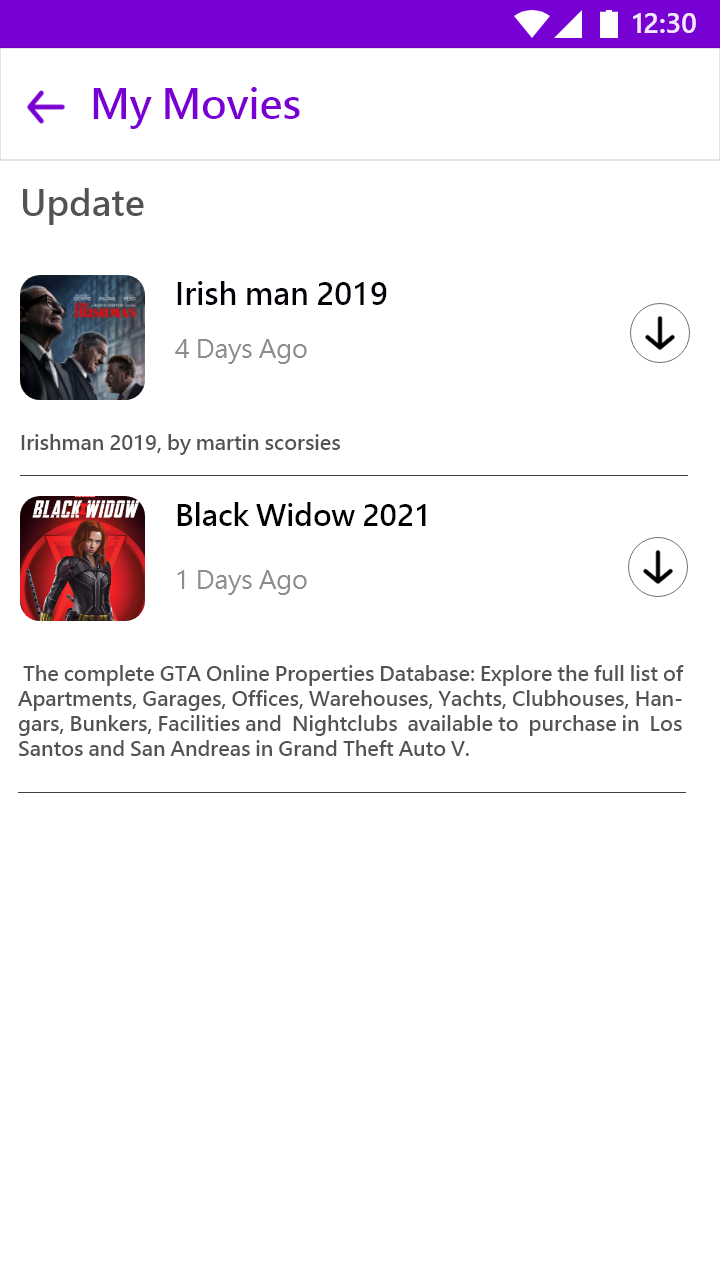 12:30
My Movies
Update
IRISHMAN
Irish man 2019
4 Days Ago
Irishman 2019, by martin scorsies
BLACK WIDOW
Black Widow 2021
1 Days Ago
The complete GTA Online Properties Database: Explore the full list of
Apartments, Garages, Offices, Warehouses, Yachts, Clubhouses, Han-
gars, Bunkers, Facilities and Nightclubs available to purchase in Los
Santos and San Andreas in Grand Theft Auto V.